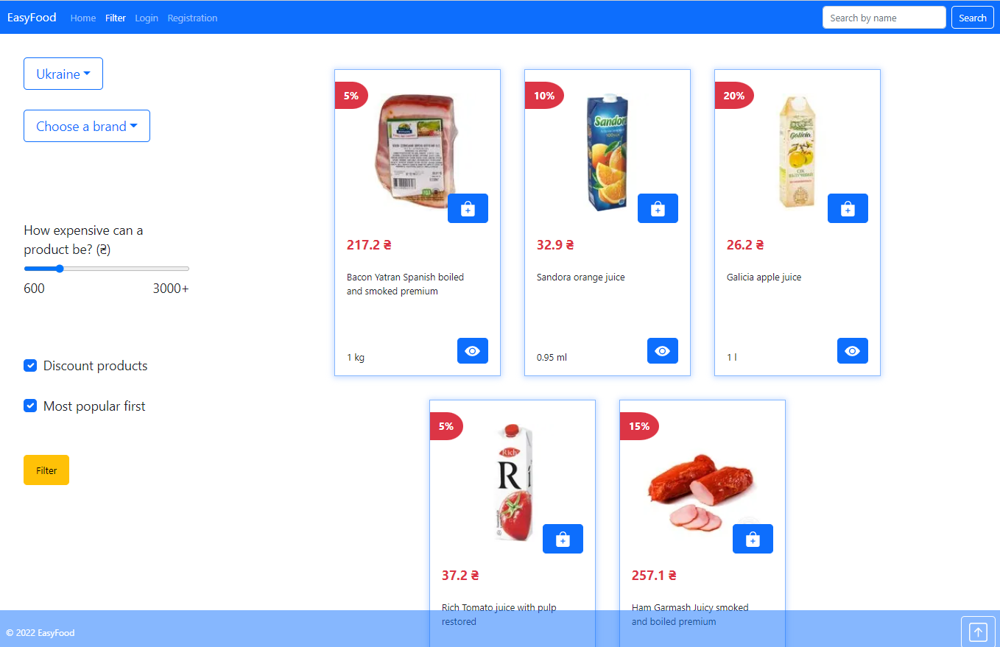 EasyFood Home Filter Login Registration Search by name Search
Ukraine
Choose a brand
How expensive can a
product be? (₴)
600 3000+
Discount products
Most popular first
Filter
5%
217.2 ₴
Bacon Yatran Spanish boiled
and smoked premium
1 kg
10%
Sandora
32.9 ₴
Sandora orange juice
0.95 ml
20%
Galicia
26.2 ₴
Galicia apple juice
1 l
5%
Rich
37.2 ₴
Rich Tomato juice with pulp
restored
15%
257.1 ₴
Ham Garmash Juicy smoked
and boiled premium
© 2022 EasyFood